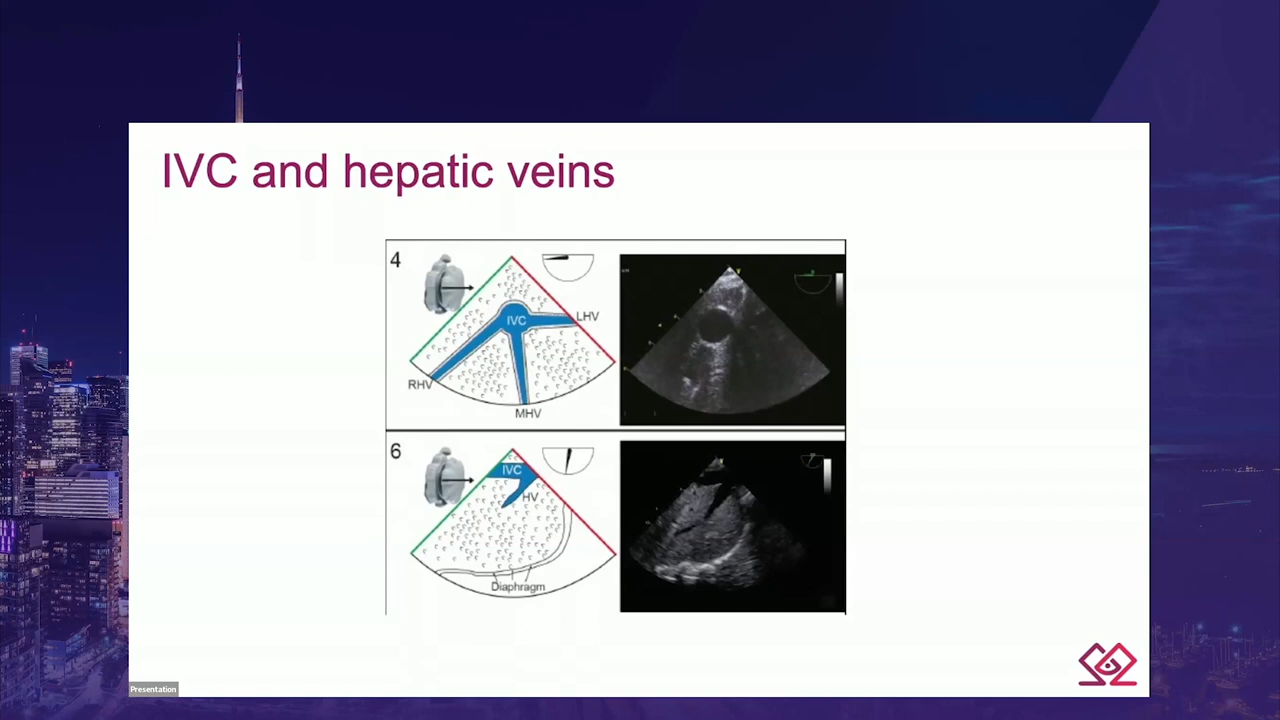 IVC and hepatic veins
4
IVC
LHV
RHV
MHV
6
IVC
HV
Diaphragm
Presentation